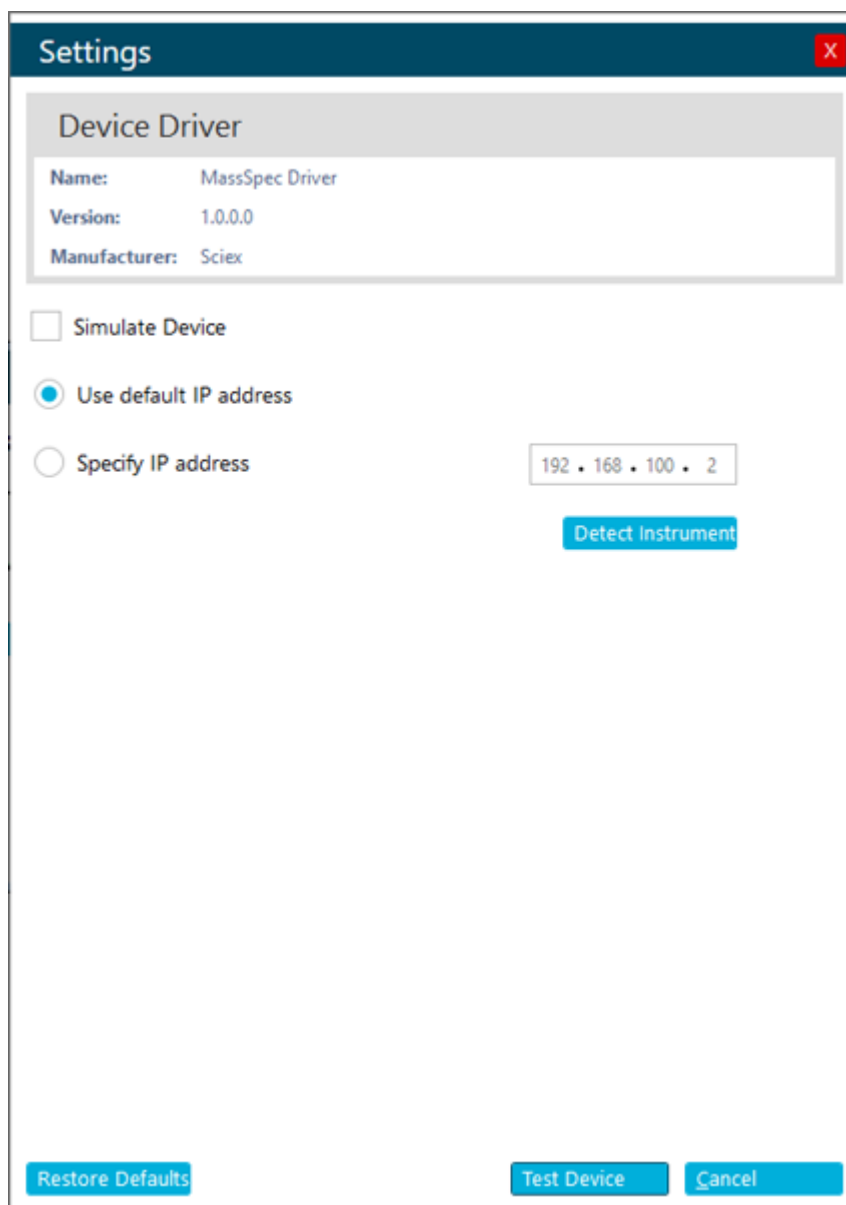 Settings X
Device Driver
Name: MassSpec Driver
Version: 1.0.0.0
Manufacturer: Sciex
Simulate Device
Use default IP address
Specify IP address 192 . 168 . 100 . 2
Detect Instrument
Restore Defaults Test Device Cancel